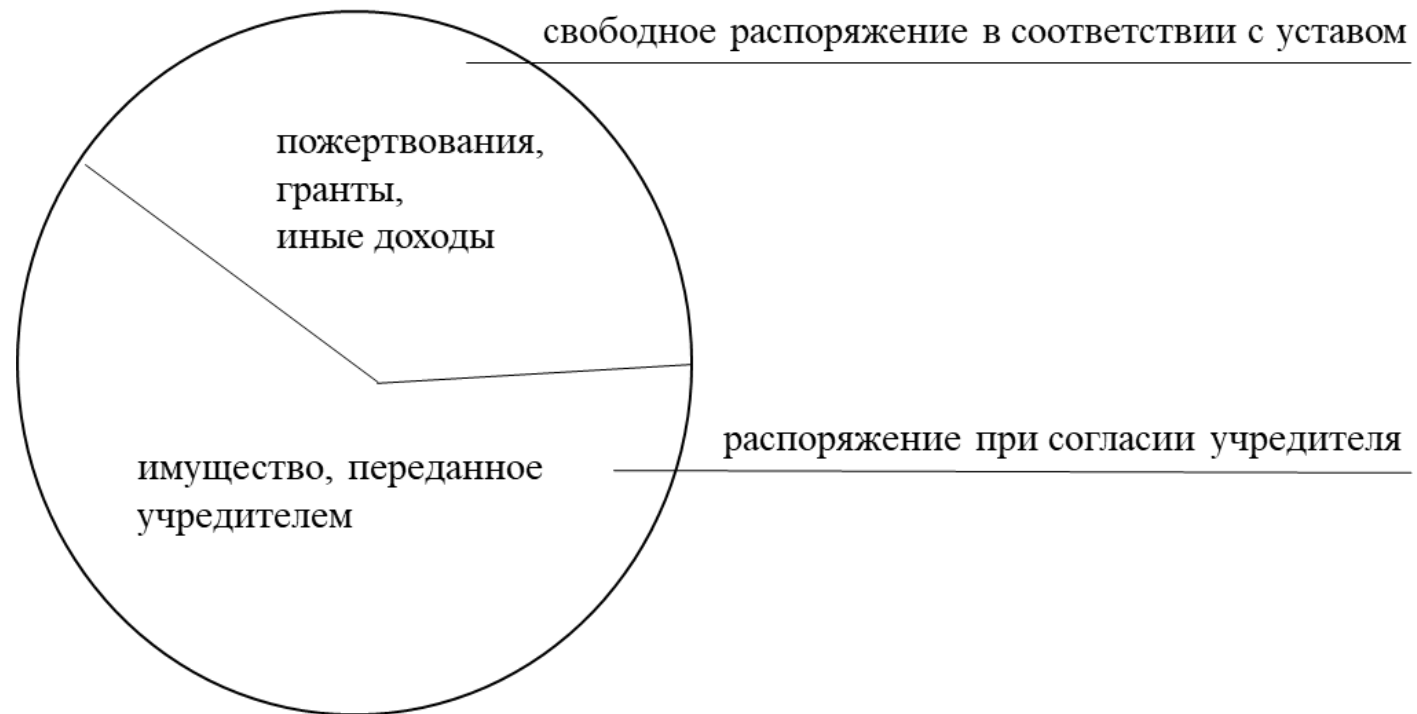 свободное распоряжение в соответствии с уставом
пожертвования,
гранты,
иные доходы
распоряжение при согласии учредителя
имущество, переданное
учредителем